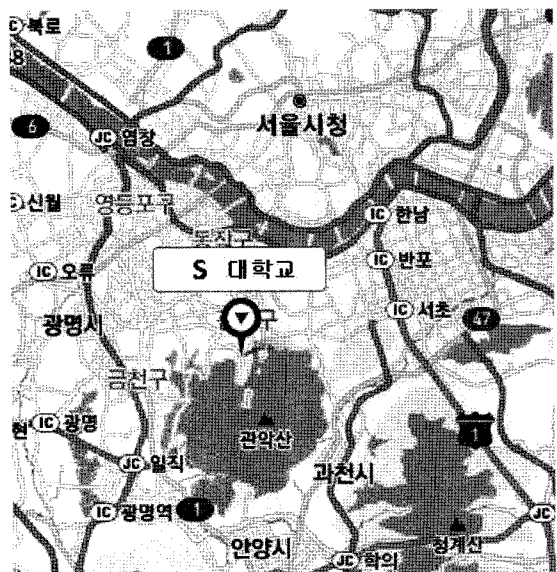 북로
1
8
6
서울시청
JC 염창
신월
영등포구
IC 한남
동작구
S 대학교
IC 반포
IC 오류
구
IC 서초
47
광명시
금천구
1
현
IC 광명
관악산
JC 일직
과천시
IC 광명역
1
JC
청계산
안양시
JC 학의